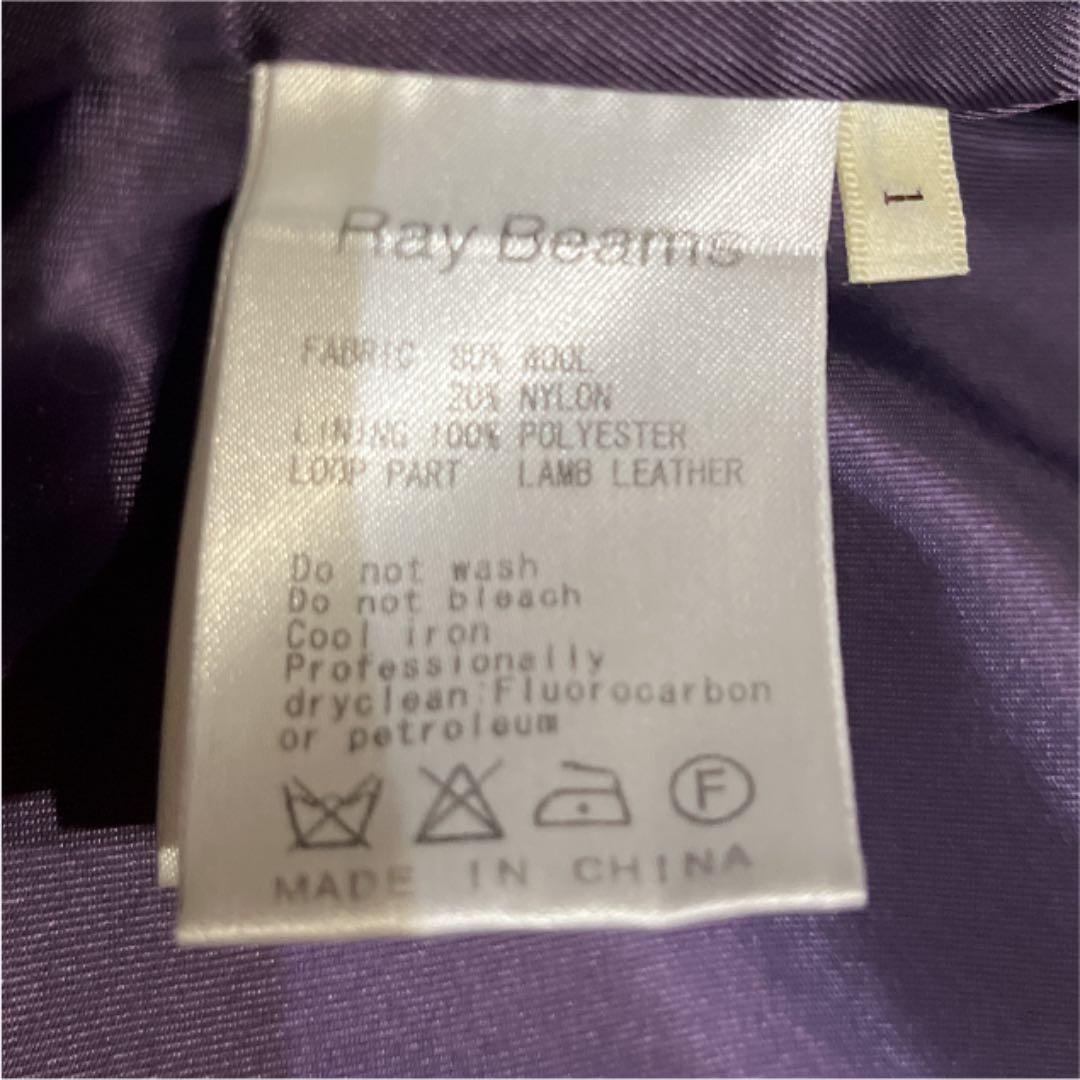 Ray Beams
1
FABRIC 80% WOOL
20% NYLON
LINING 100% POLYESTER
LOOP PART LAMB LEATHER
Do not wash
Do not bleach
Cool iron
Professionally
dryclean:Fluorocarbon
or petroleum
F
MADE IN CHINA